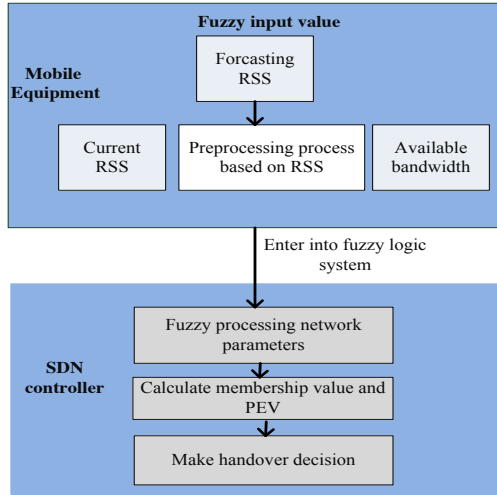 Fuzzy input value
Mobile
Equipment
Forcasting
RSS
Current
RSS
Preprocessing process
based on RSS
Available
bandwidth
Enter into fuzzy logic
system
SDN
controller
Fuzzy processing network
parameters
Calculate membership value and
PEV
Make handover decision